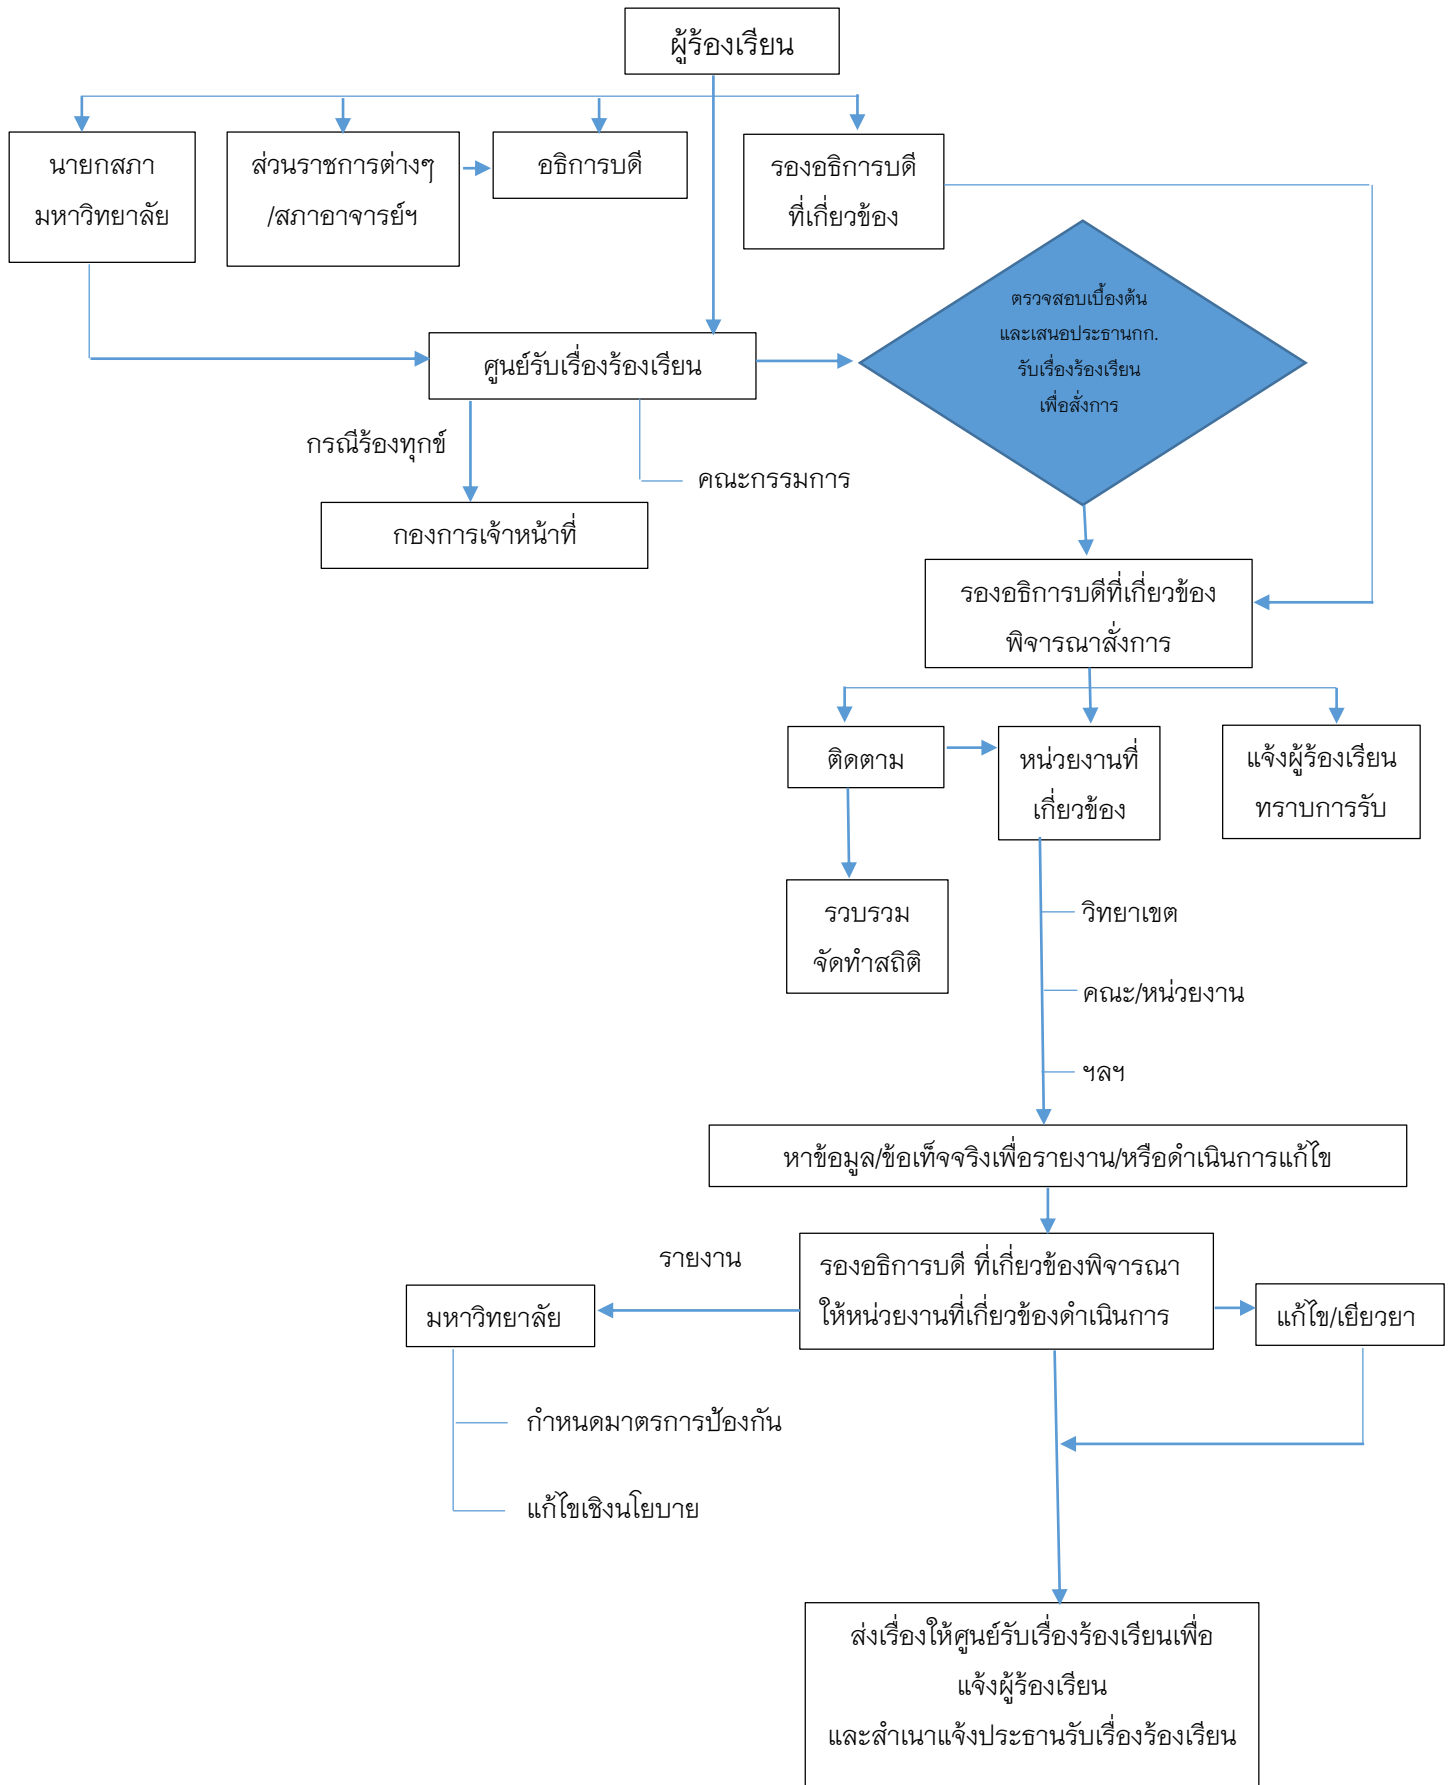 ผู้ร้องเรียน
นายกสภา
มหาวิทยาลัย
ส่วนราชการต่างๆ
/สภาอาจารย์ฯ
อธิการบดี
รองอธิการบดี
ที่เกี่ยวข้อง
ตรวจสอบเบื้องต้น
และเสนอประธานกก.
รับเรื่องร้องเรียน
เพื่อสั่งการ
ศูนย์รับเรื่องร้องเรียน
กรณีร้องทุกข์
คณะกรรมการ
กองการเจ้าหน้าที่
รองอธิการบดีที่เกี่ยวข้อง
พิจารณาสั่งการ
ติดตาม
หน่วยงานที่
เกี่ยวข้อง
แจ้งผู้ร้องเรียน
ทราบการรับ
รวบรวม
จัดทำสถิติ
วิทยาเขต
คณะ/หน่วยงาน
ฯลฯ
หาข้อมูล/ข้อเท็จจริงเพื่อรายงาน/หรือดำเนินการแก้ไข
รายงาน
รองอธิการบดี ที่เกี่ยวข้องพิจารณา
ให้หน่วยงานที่เกี่ยวข้องดำเนินการ
มหาวิทยาลัย
แก้ไข/เยียวยา
กำหนดมาตรการป้องกัน
แก้ไขเชิงนโยบาย
ส่งเรื่องให้ศูนย์รับเรื่องร้องเรียนเพื่อ
แจ้งผู้ร้องเรียน
และสำเนาแจ้งประธานรับเรื่องร้องเรียน